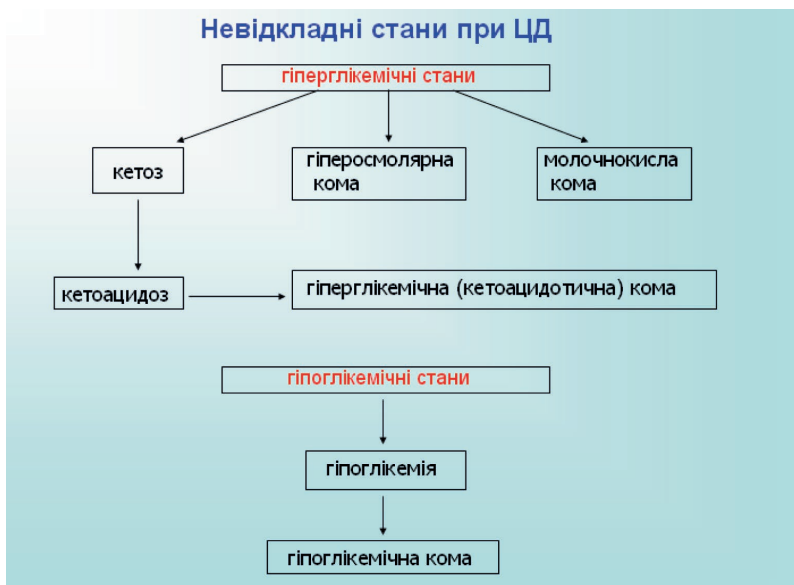 Невідкладні стани при ЦД
гіперглікемічні стани
кетоз
гіперосмолярна
кома
молочнокисла
кома
кетоацидоз
гіперглікемічна (кетоацидотична) кома
гіпоглікемічні стани
гіпоглікемія
гіпоглікемічна кома